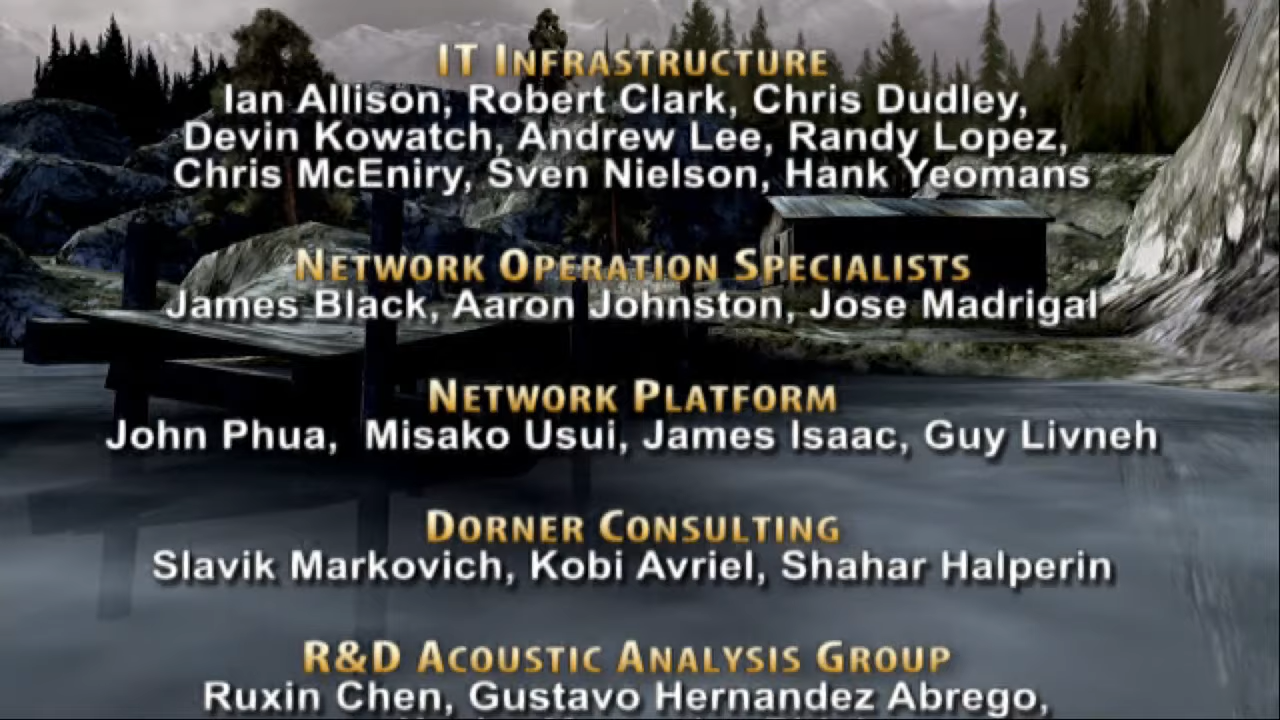 IT Infrastructure
Ian Allison, Robert Clark, Chris Dudley,
Devin Kowatch, Andrew Lee, Randy Lopez,
Chris McEniry, Sven Nielson, Hank Yeomans
Network Operation Specialists
James Black, Aaron Johnston, Jose Madrigal
Network Platform
John Phua, Misako Usui, James Isaac, Guy Livneh
Dorner Consulting
Slavik Markovich, Kobi Avriel, Shahar Halperin
R&D Acoustic Analysis Group
Ruxin Chen, Gustavo Hernandez Abrego,